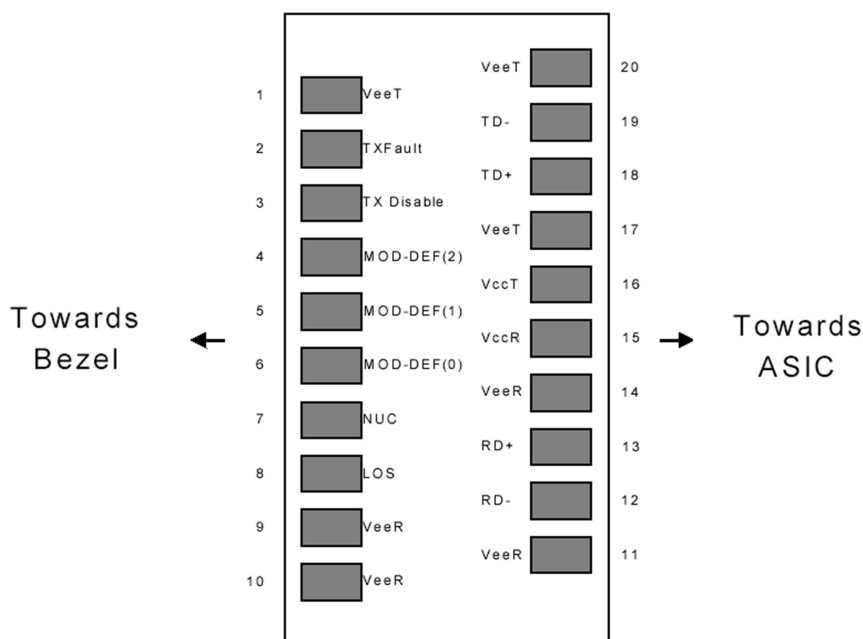 VeeT 20
1 VeeT
TD- 19
2 TXFault
TD+ 18
3 TX Disable
VeeT 17
4 MOD-DEF(2)
VccT 16
5 MOD-DEF(1)
Towards
Bezel
VccR 15
Towards
ASIC
6 MOD-DEF(0)
VeeR 14
7 NUC
RD+ 13
8 LOS
RD- 12
9 VeeR
VeeR 11
10 VeeR